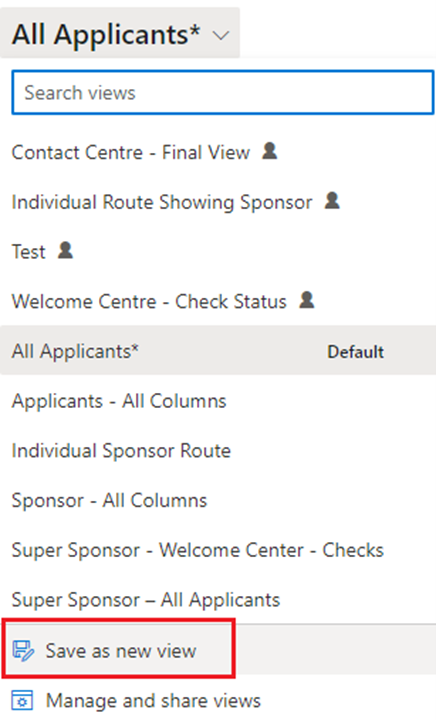 All Applicants*
Search views
Contact Centre - Final View
Individual Route Showing Sponsor
Test
Welcome Centre - Check Status
All Applicants* Default
Applicants - All Columns
Individual Sponsor Route
Sponsor - All Columns
Super Sponsor - Welcome Center - Checks
Super Sponsor – All Applicants
Save as new view
Manage and share views